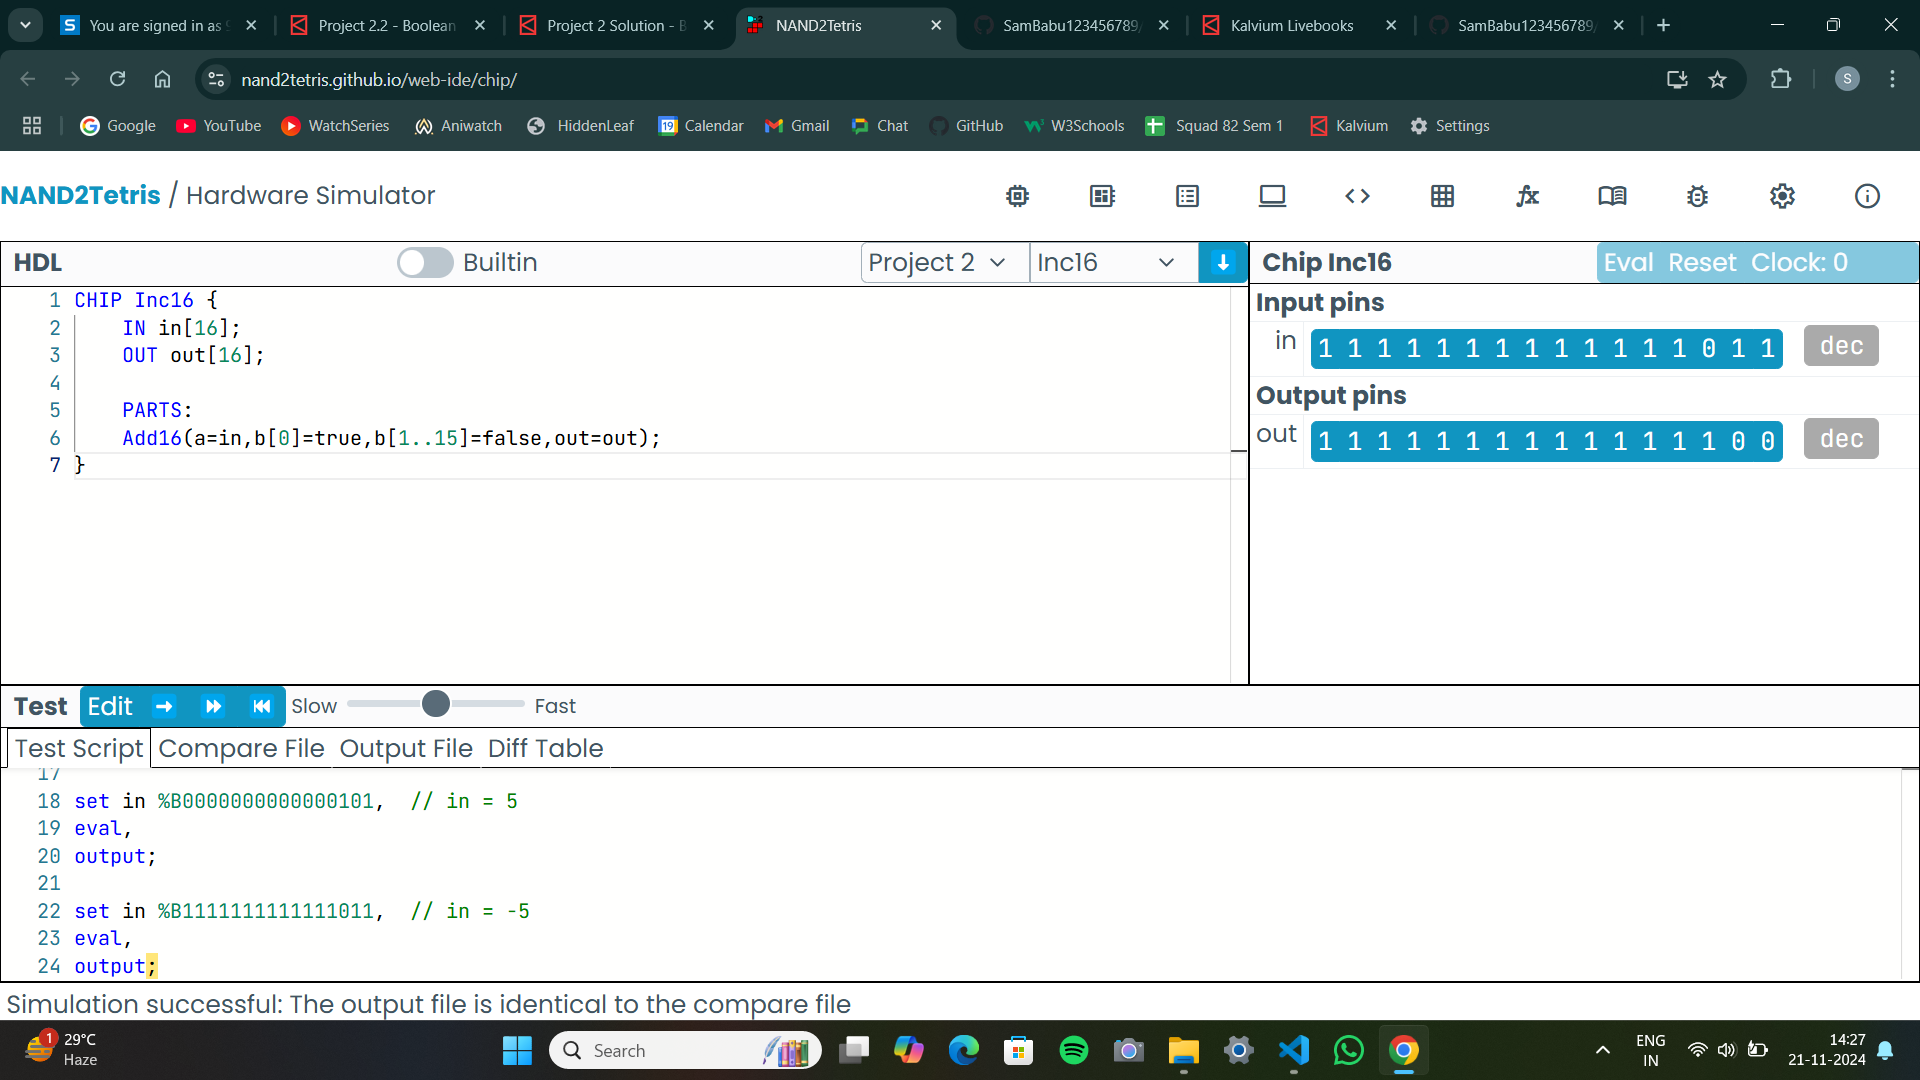 You are signed in as
Project 2.2 - Boolean
Project 2 Solution - B
NAND2Tetris
SamBabu123456789/
Kalvium Livebooks
SamBabu123456789/
nand2tetris.github.io/web-ide/chip/
S
Google
YouTube
WatchSeries
Aniwatch
HiddenLeaf
19 Calendar
Gmail
Chat
GitHub
W3Schools
Squad 82 Sem 1
Kalvium
Settings
NAND2Tetris / Hardware Simulator
HDL
Builtin
Project 2
Inc16
Chip Inc16
Eval Reset Clock: 0
1 CHIP Inc16 {
2 IN in[16];
3 OUT out[16];
4
5 PARTS:
6 Add16(a=in,b[0]=true,b[1..15]=false,out=out);
7 }
Input pins
in 1 1 1 1 1 1 1 1 1 1 1 1 1 0 1 1 dec
Output pins
out 1 1 1 1 1 1 1 1 1 1 1 1 1 1 0 0 dec
Test Edit Slow Fast
Test Script Compare File Output File Diff Table
17
18 set in %B0000000000000101, // in = 5
19 eval,
20 output;
21
22 set in %B1111111111111011, // in = -5
23 eval,
24 output;
Simulation successful: The output file is identical to the compare file
1
29°C
Haze
Search
ENG
IN
14:27
21-11-2024